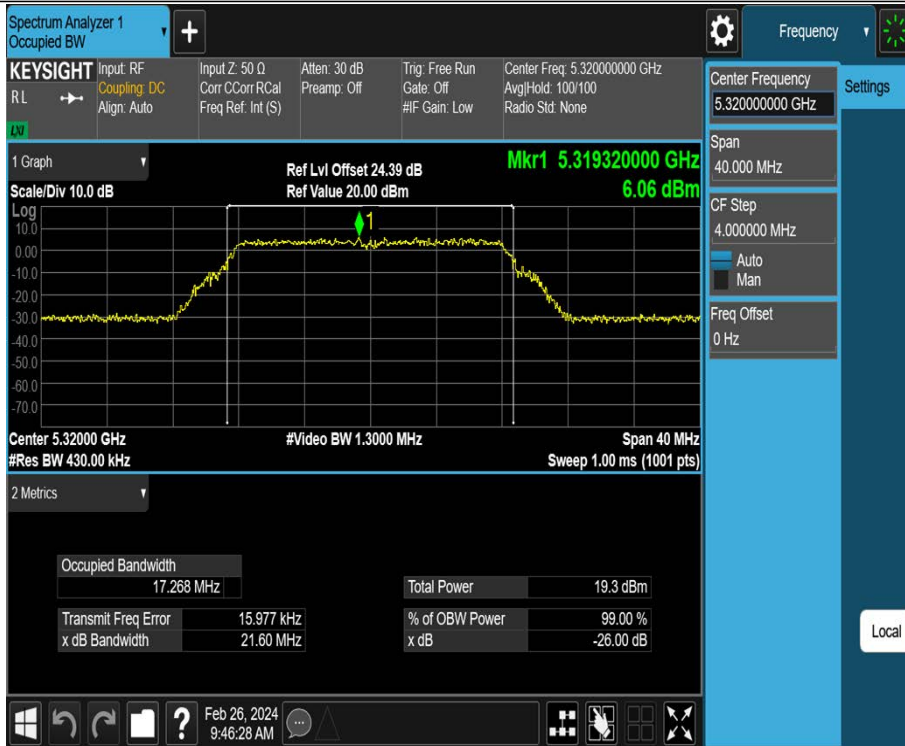 Spectrum Analyzer 1
Occupied BW
+
Frequency
KEYSIGHT
R L
LXI
Input: RF
Coupling: DC
Align: Auto
Input Z: 50 Ω
Corr CCorr RCal
Freq Ref: Int (S)
Atten: 30 dB
Preamp: Off
Trig: Free Run
Gate: Off
#IF Gain: Low
Center Freq: 5.320000000 GHz
Avg|Hold: 100/100
Radio Std: None
Center Frequency
5.320000000 GHz
Settings
Span
40.000 MHz
CF Step
4.000000 MHz
Auto
Man
Freq Offset
0 Hz
Local
1 Graph
Scale/Div 10.0 dB
Ref Lvl Offset 24.39 dB
Ref Value 20.00 dBm
Mkr1 5.319320000 GHz
6.06 dBm
Log
10.0
0.00
-10.0
-20.0
-30.0
-40.0
-50.0
-60.0
-70.0
1
Center 5.32000 GHz
#Video BW 1.3000 MHz
Span 40 MHz
#Res BW 430.00 kHz
Sweep 1.00 ms (1001 pts)
2 Metrics
Occupied Bandwidth
17.268 MHz
Total Power 19.3 dBm
Transmit Freq Error 15.977 kHz
% of OBW Power 99.00 %
x dB Bandwidth 21.60 MHz
x dB -26.00 dB
?
Feb 26, 2024
9:46:28 AM